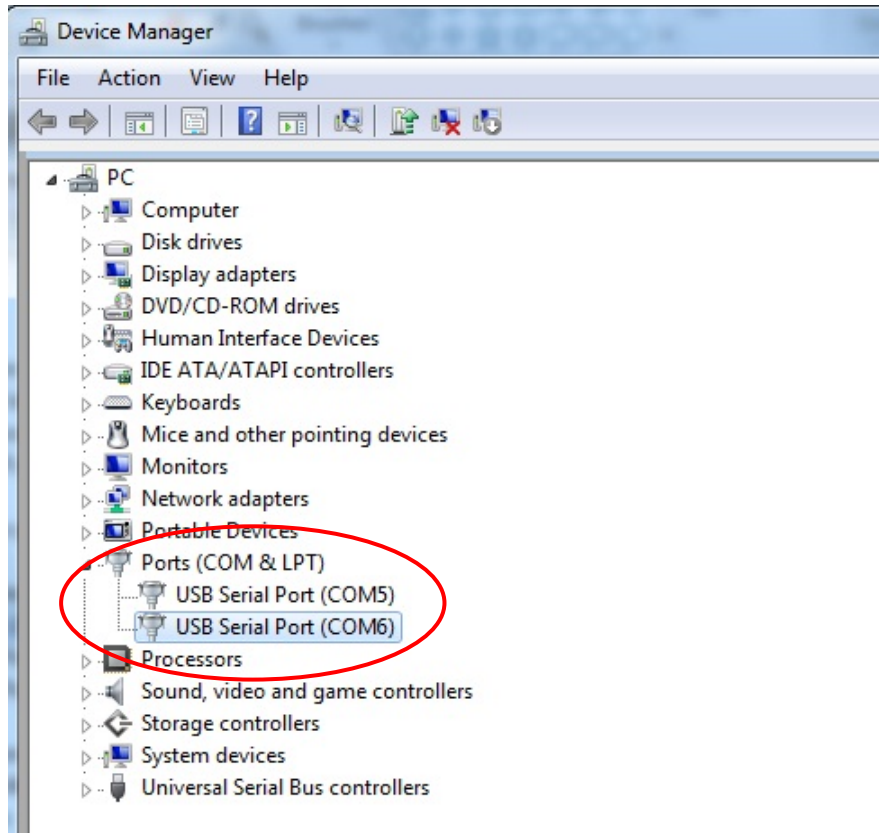 Device Manager
File Action View Help
PC
Computer
Disk drives
Display adapters
DVD/CD-ROM drives
Human Interface Devices
IDE ATA/ATAPI controllers
Keyboards
Mice and other pointing devices
Monitors
Network adapters
Portable Devices
Ports (COM & LPT)
USB Serial Port (COM5)
USB Serial Port (COM6)
Processors
Sound, video and game controllers
Storage controllers
System devices
Universal Serial Bus controllers